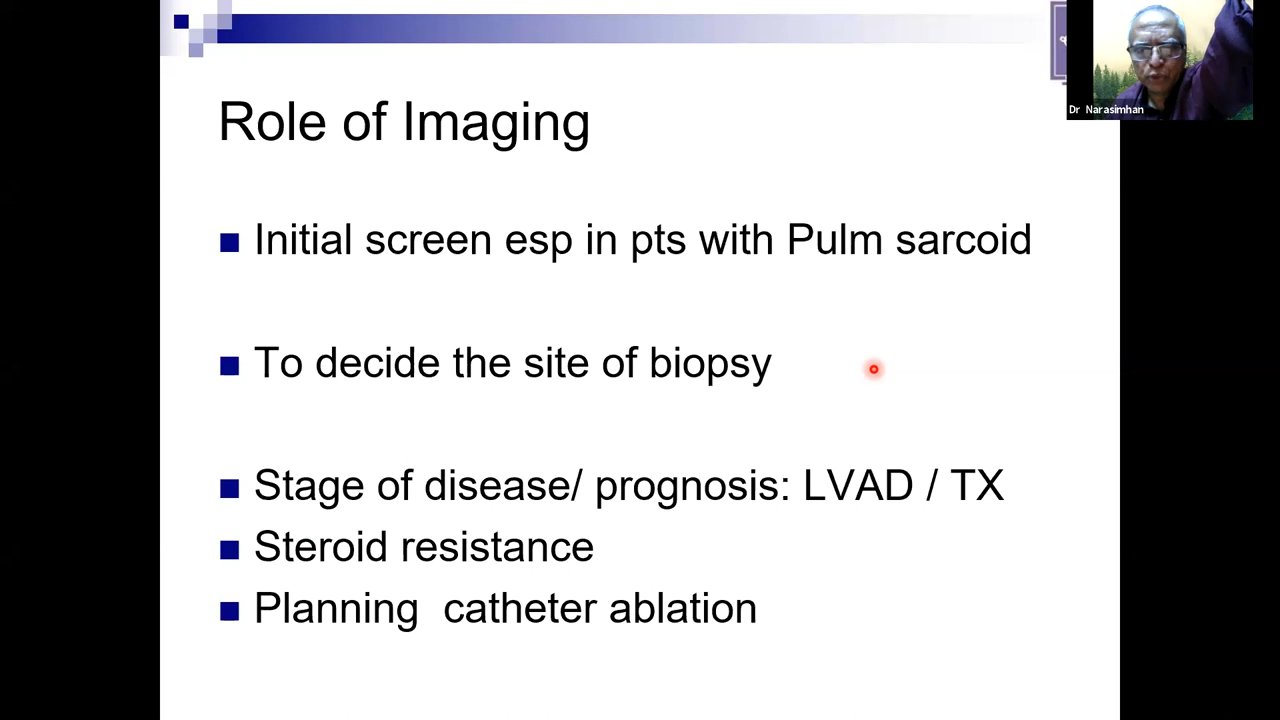 Dr Narasimhan
Role of Imaging
Initial screen esp in pts with Pulm sarcoid
To decide the site of biopsy
Stage of disease/ prognosis: LVAD / TX
Steroid resistance
Planning catheter ablation